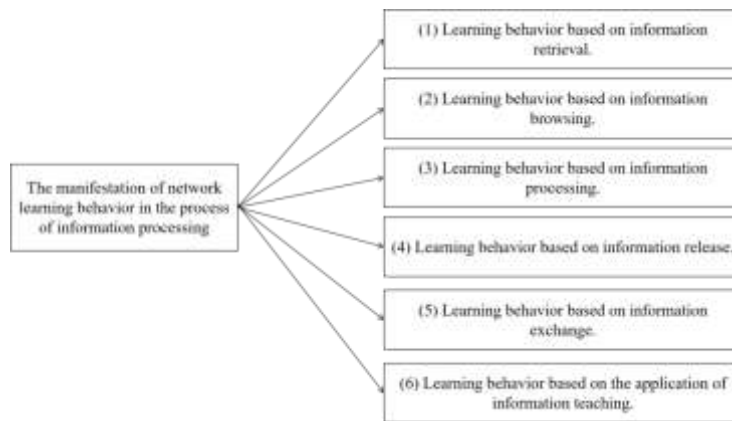 The manifestation of network
learning behavior in the process
of information processing
(1) Learning behavior based on information
retrieval.
(2) Learning behavior based on information
browsing.
(3) Learning behavior based on information
processing.
(4) Learning behavior based on information release.
(5) Learning behavior based on information
exchange.
(6) Learning behavior based on the application of
information teaching.